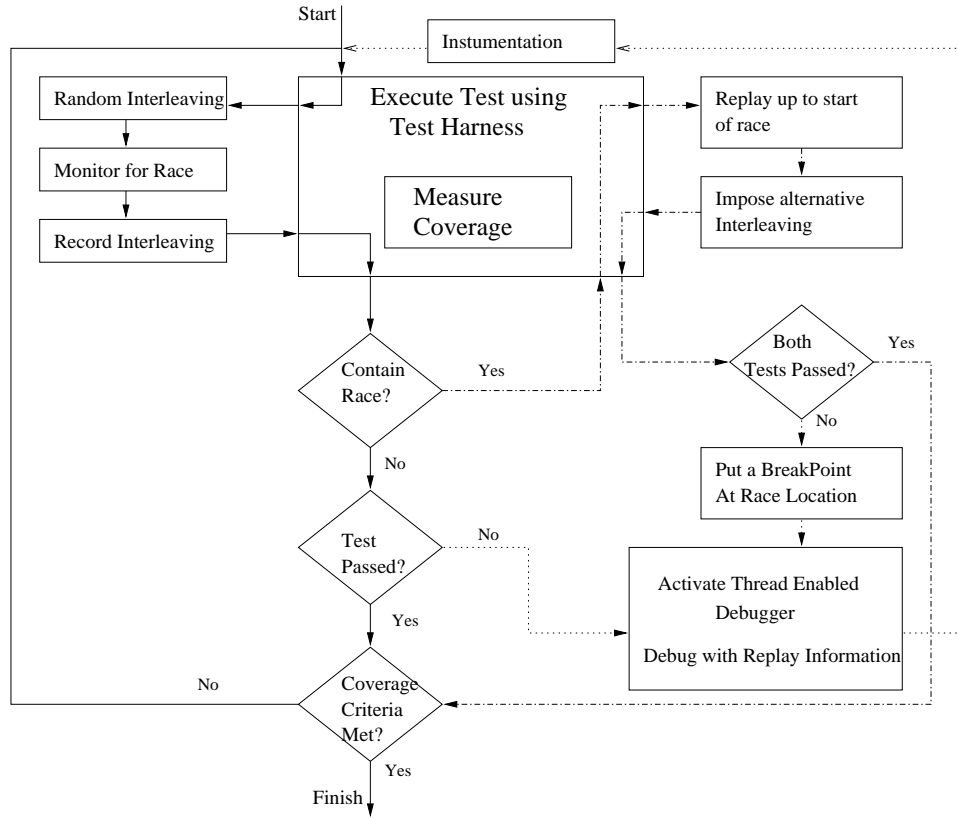 Start
Instumentation
Random Interleaving
Execute Test using
Test Harness
Replay up to start
of race
Monitor for Race
Measure
Coverage
Impose alternative
Interleaving
Record Interleaving
Contain
Race?
Yes
Both
Tests Passed?
Yes
No
No
Put a BreakPoint
At Race Location
Test
Passed?
No
Activate Thread Enabled
Debugger
Debug with Replay Information
Yes
No
Coverage
Criteria
Met?
Yes
Finish